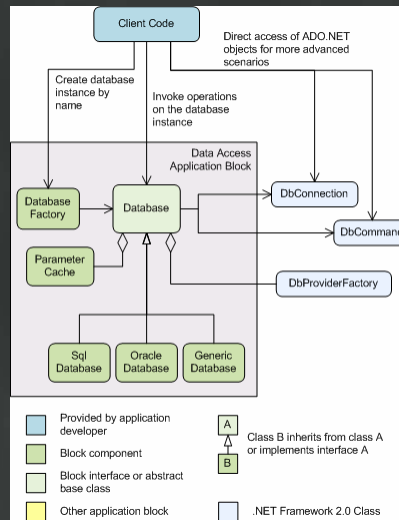 Client Code
Direct access of ADO.NET
objects for more advanced
scenarios
Create database
instance by
name
Invoke operations
on the database
instance
Data Access
Application Block
Database
Factory
Database
DbConnection
DbCommand
Parameter
Cache
DbProviderFactory
Sql
Database
Oracle
Database
Generic
Database
Provided by application
developer
Block component
Block interface or abstract
base class
Other application block
A
B
Class B inherits from class A
or implements interface A
.NET Framework 2.0 Class